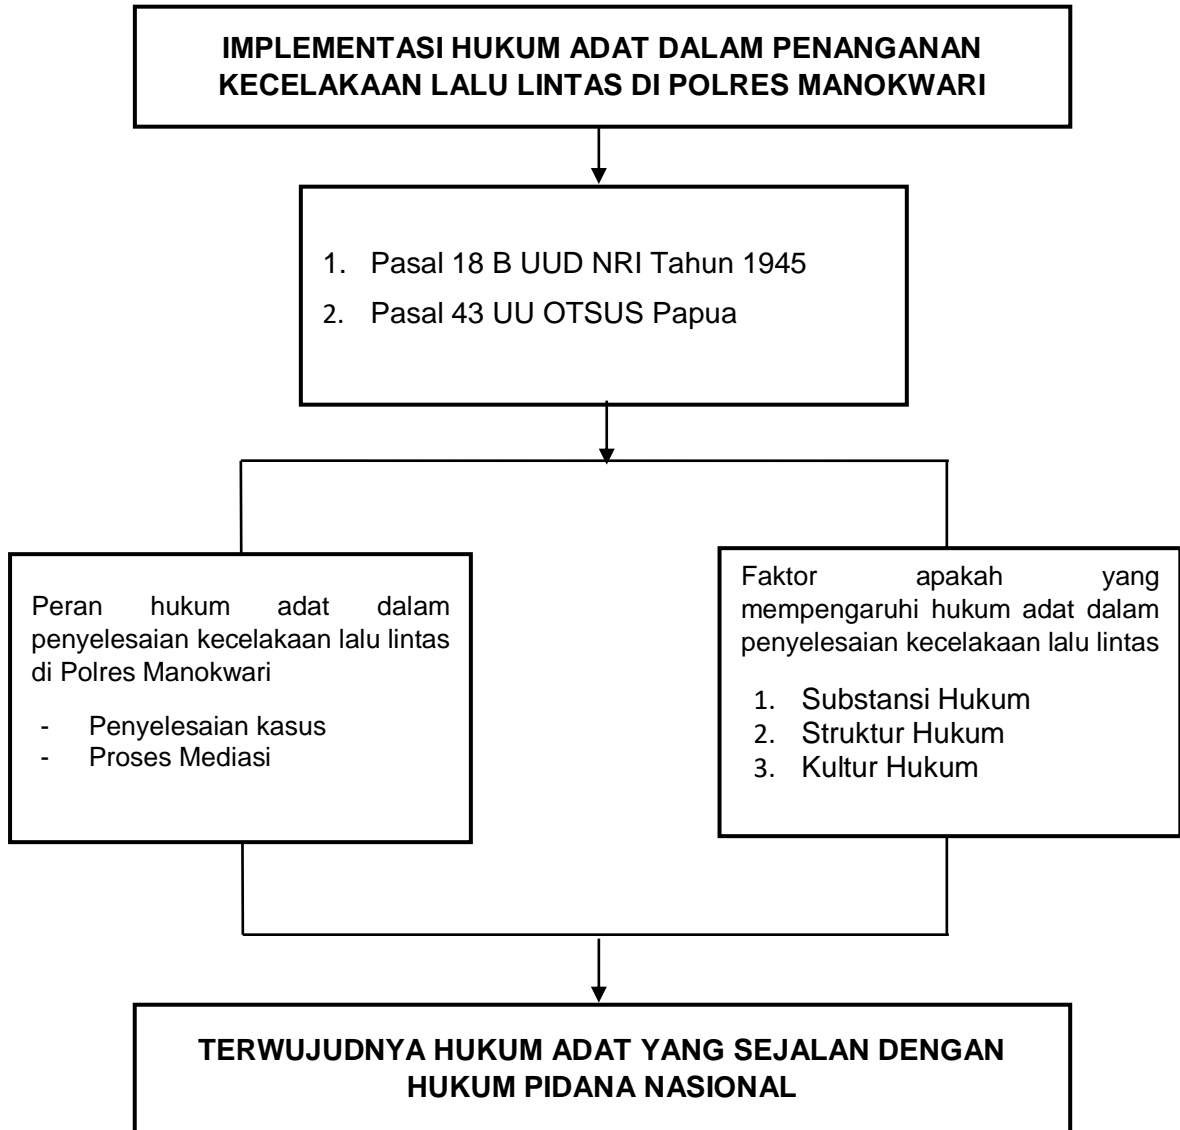 IMPLEMENTASI HUKUM ADAT DALAM PENANGANAN
KECELAKAAN LALU LINTAS DI POLRES MANOKWARI
1. Pasal 18 B UUD NRI Tahun 1945
2. Pasal 43 UU OTSUS Papua
Peran hukum adat dalam
penyelesaian kecelakaan lalu lintas
di Polres Manokwari
- Penyelesaian kasus
- Proses Mediasi
Faktor apakah yang
mempengaruhi hukum adat dalam
penyelesaian kecelakaan lalu lintas
1. Substansi Hukum
2. Struktur Hukum
3. Kultur Hukum
TERWUJUDNYA HUKUM ADAT YANG SEJALAN DENGAN
HUKUM PIDANA NASIONAL